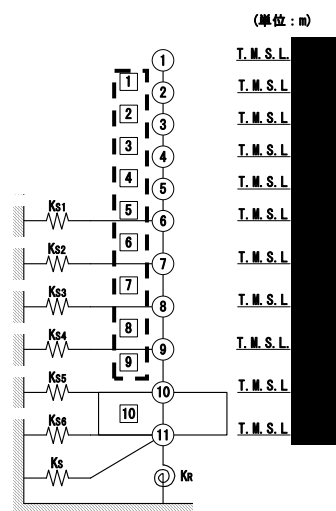 (単位：m)
1 T.M.S.L.
1
2 T.M.S.L
2
3 T.M.S.L
3
4 T.M.S.L
4
5 T.M.S.L
5
Ks1 6 T.M.S.L
6
Ks2 7 T.M.S.L
7
Ks3 8 T.M.S.L
8
Ks4 9 T.M.S.L.
9
Ks5 10 T.M.S.L
10
Ks6 11 T.M.S.L
Ks KR